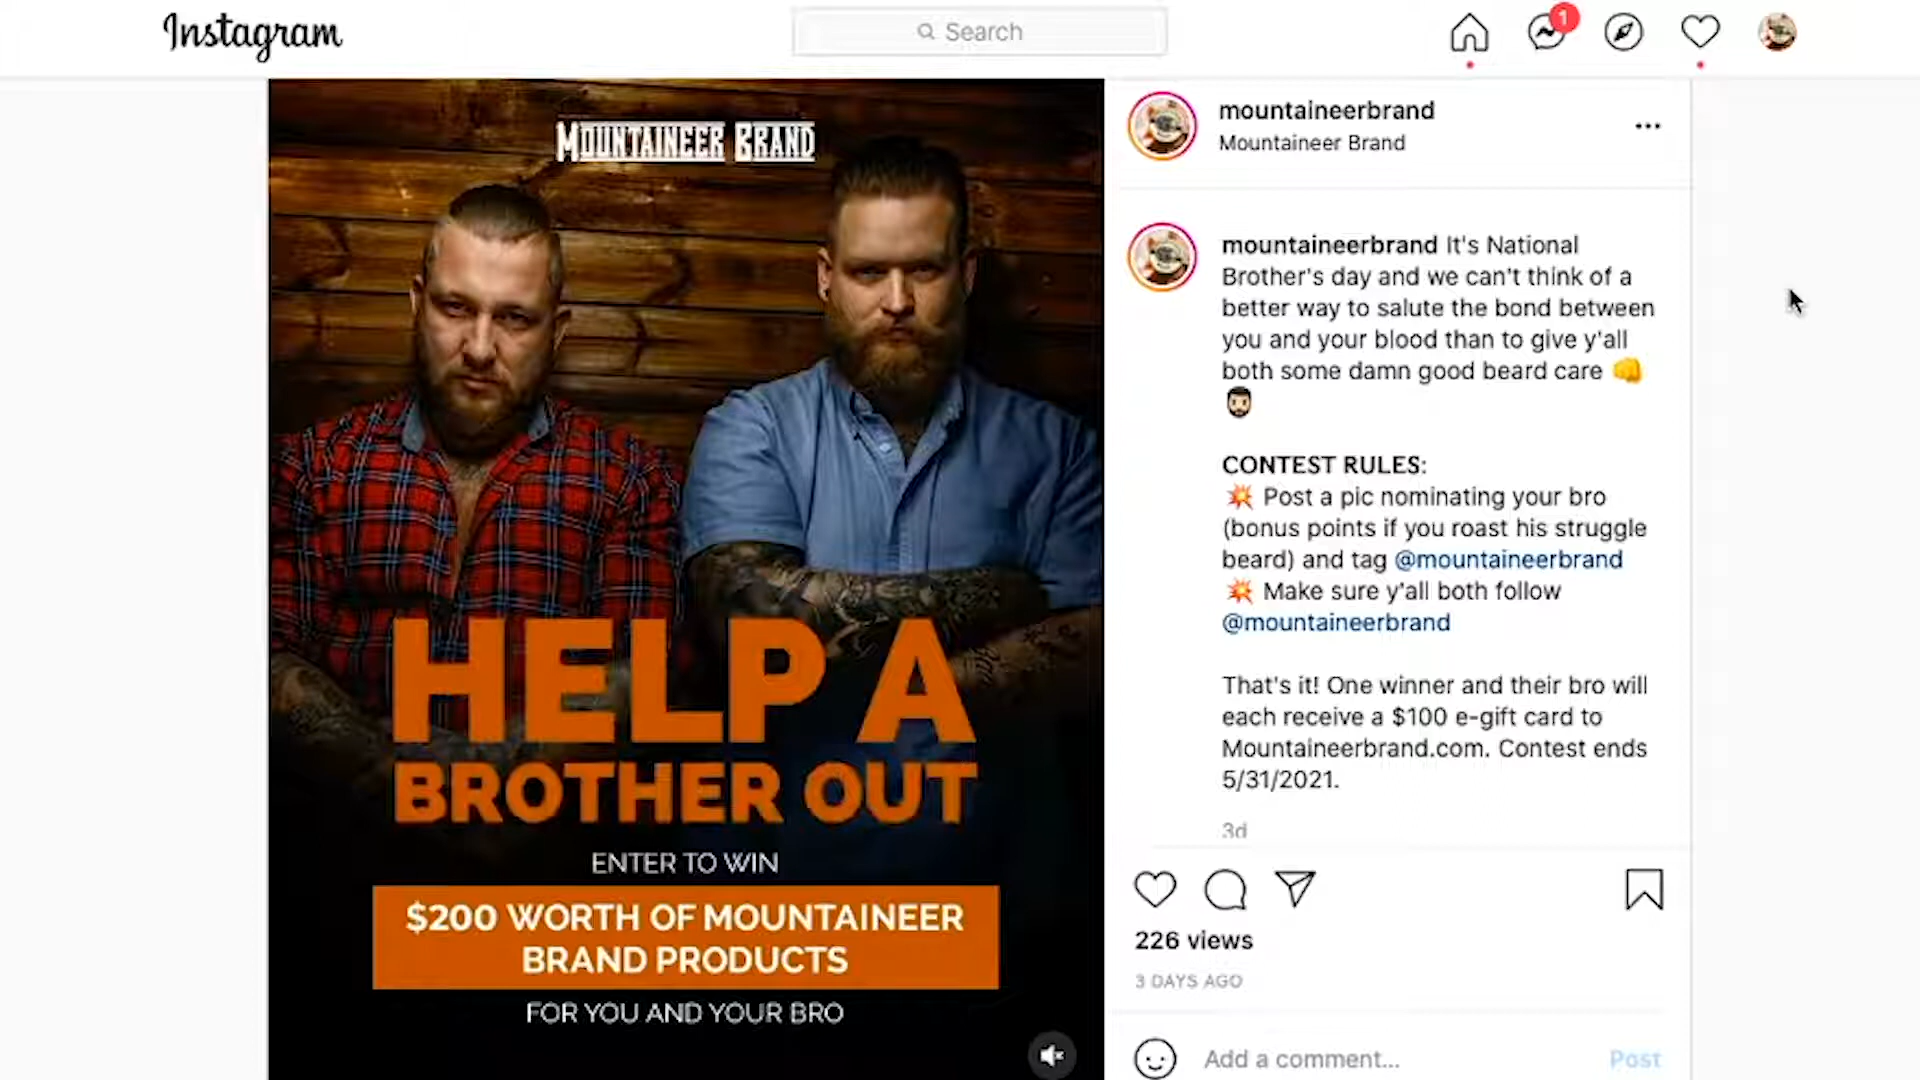 Instagram
Search
1
MOUNTAINEER BRAND
HELP A
BROTHER OUT
ENTER TO WIN
$200 WORTH OF MOUNTAINEER
BRAND PRODUCTS
FOR YOU AND YOUR BRO
mountaineerbrand
Mountaineer Brand
mountaineerbrand It's National
Brother's day and we can't think of a
better way to salute the bond between
you and your blood than to give y'all
both some damn good beard care 👊
🧔🏻
CONTEST RULES:
💥 Post a pic nominating your bro
(bonus points if you roast his struggle
beard) and tag @mountaineerbrand
💥 Make sure y'all both follow
@mountaineerbrand
That's it! One winner and their bro will
each receive a $100 e-gift card to
Mountaineerbrand.com. Contest ends
5/31/2021.
3d
226 views
3 DAYS AGO
Add a comment...
Post